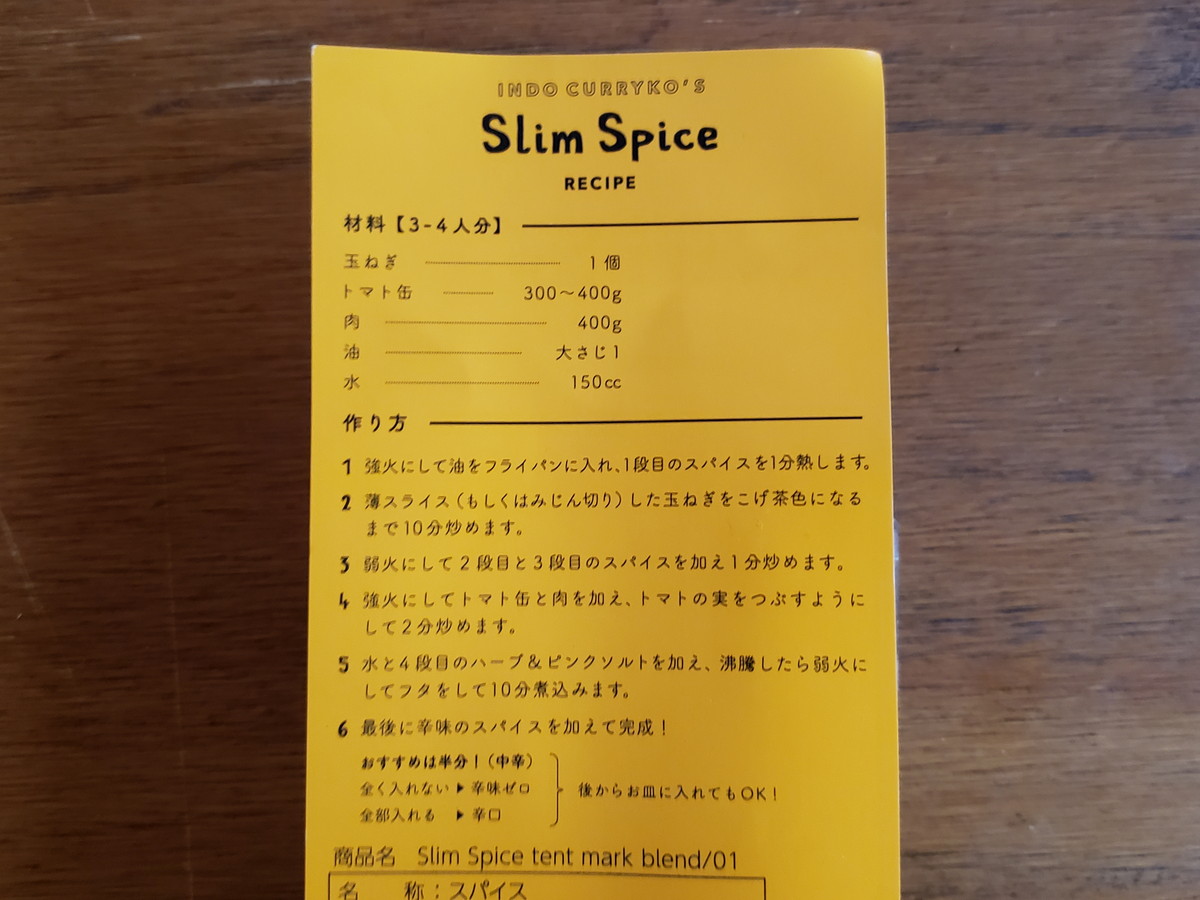 INDO CURRYKO'S
Slim Spice
RECIPE
材料【3-4人分】
玉ねぎ 1個
トマト缶 300〜400g
肉 400g
油 大さじ1
水 150cc
作り方
1 強火にして油をフライパンに入れ、1段目のスパイスを1分熱します。
2 薄スライス(もしくはみじん切り)した玉ねぎをこげ茶色になる
まで10分炒めます。
3 弱火にして2段目と3段目のスパイスを加え1分炒めます。
4 強火にしてトマト缶と肉を加え、トマトの実をつぶすように
して2分炒めます。
5 水と4段目のハーブ&ピンクソルトを加え、沸騰したら弱火に
してフタをして10分煮込みます。
6 最後に辛味のスパイスを加えて完成!
おすすめは半分!(中辛)
全く入れない ▶ 辛味ゼロ 後からお皿に入れてもOK!
全部入れる ▶ 辛口
商品名 Slim Spice tent mark blend/01
名 称:スパイス